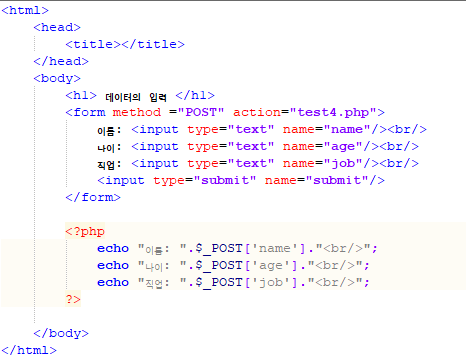 <html>
<head>
<title></title>
</head>
<body>
<h1> 데이터의 입력 </h1>
<form method ="POST" action="test4.php">
이름: <input type="text" name="name"/><br/>
나이: <input type="text" name="age"/><br/>
직업: <input type="text" name="job"/><br/>
<input type="submit" name="submit"/>
</form>
<?php
echo "이름: ".$_POST['name']."<br/>";
echo "나이: ".$_POST['age']."<br/>";
echo "직업: ".$_POST['job']."<br/>";
?>
</body>
</html>